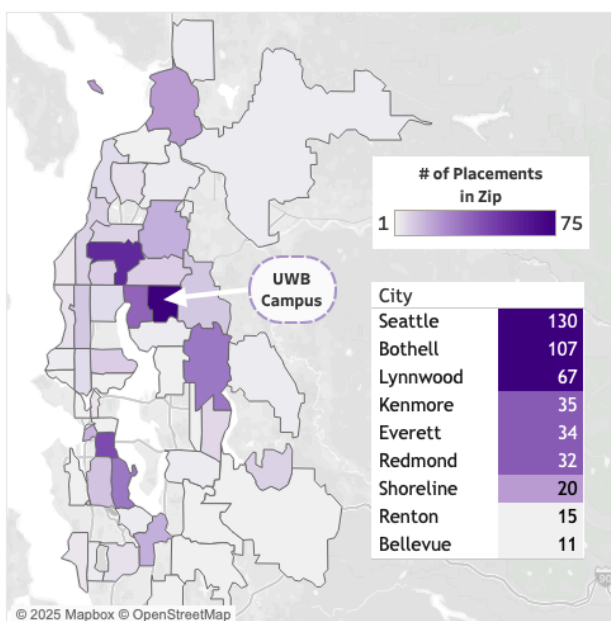 # of Placements
in Zip
1 75
UWB
Campus
City
Seattle 130
Bothell 107
Lynnwood 67
Kenmore 35
Everett 34
Redmond 32
Shoreline 20
Renton 15
Bellevue 11
© 2025 Mapbox © OpenStreetMap